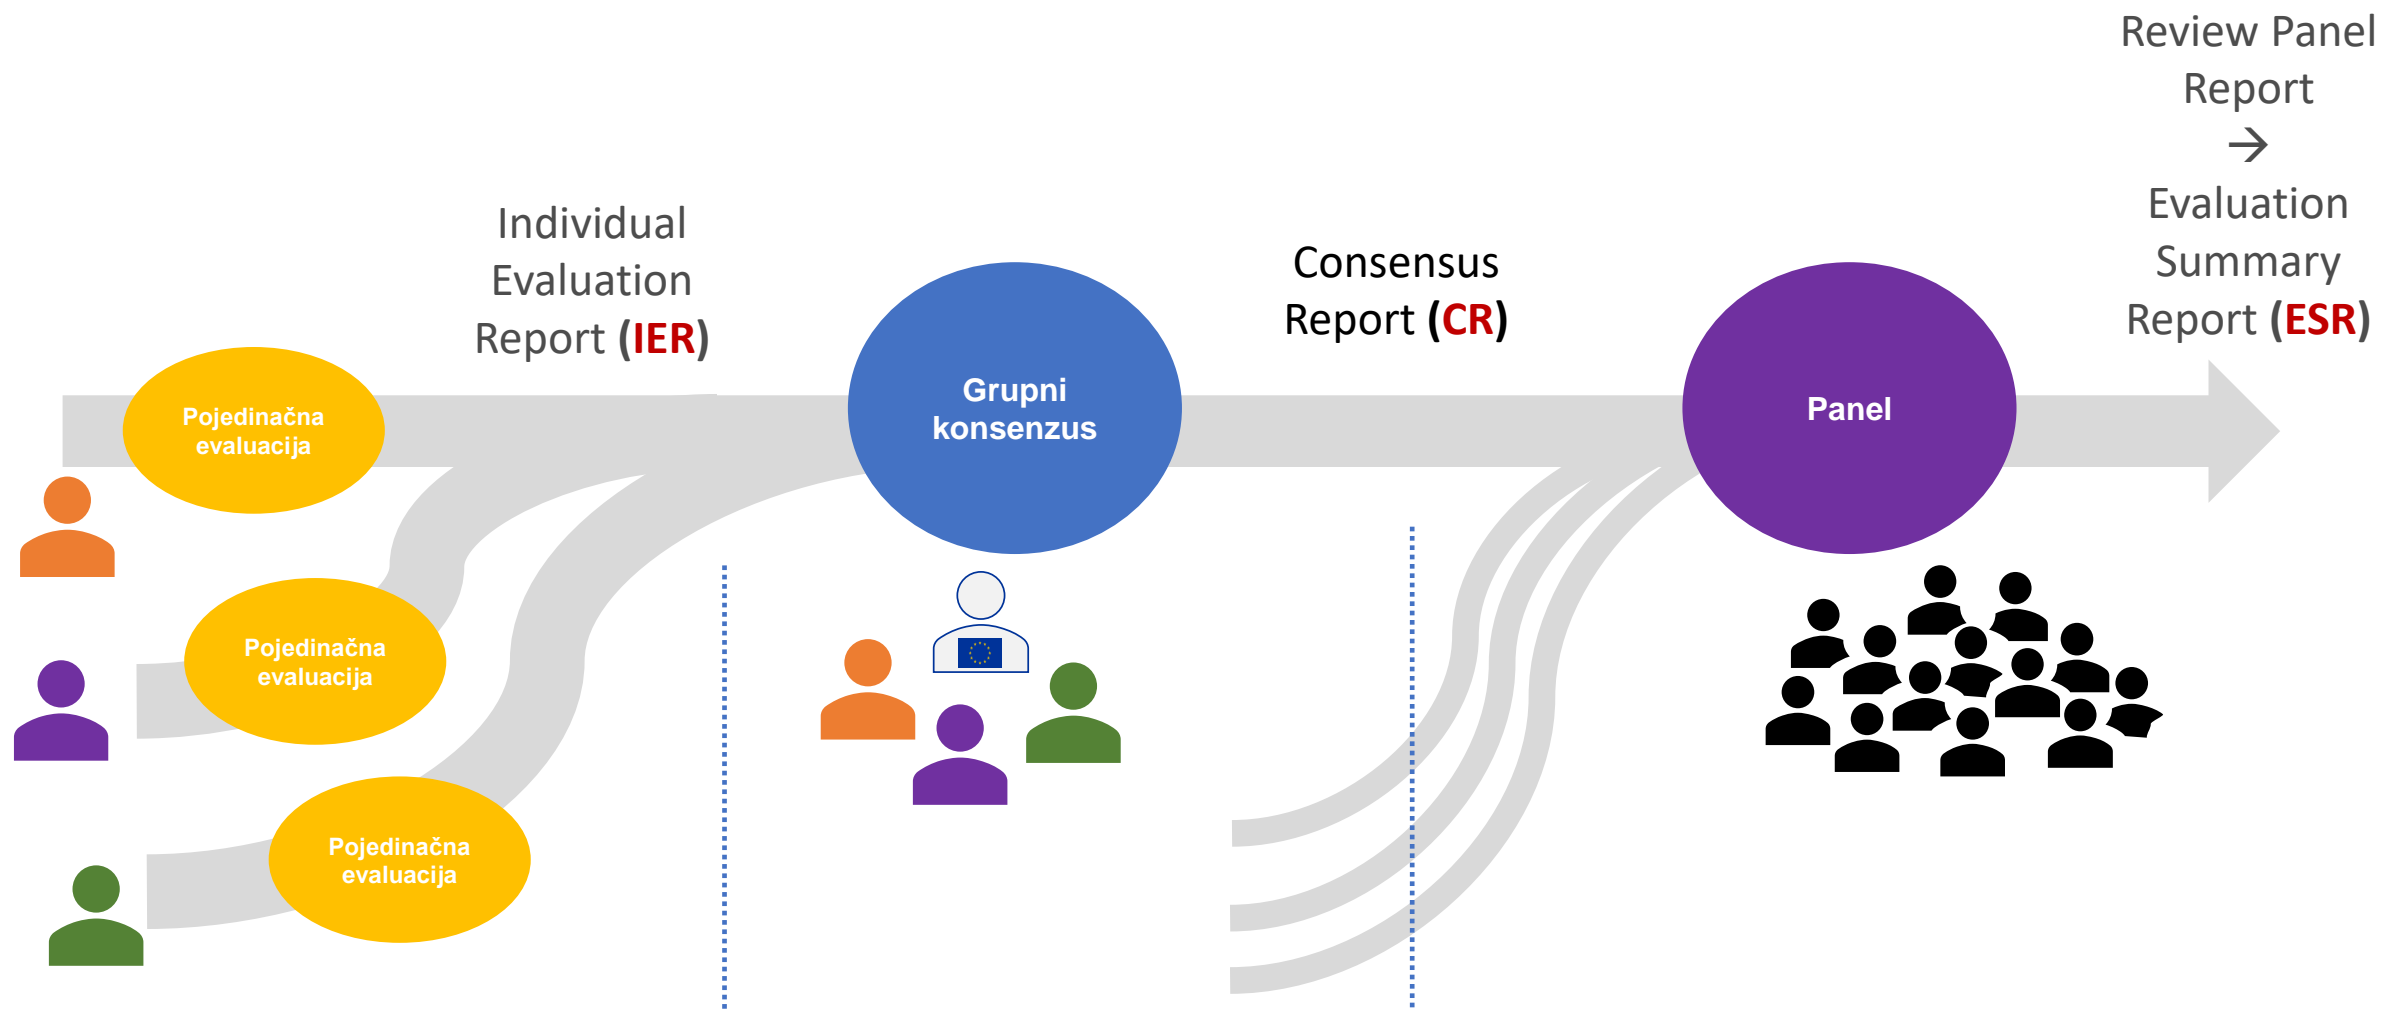 Individual
Evaluation
Report (IER)
Pojedinačna
evaluacija
Pojedinačna
evaluacija
Pojedinačna
evaluacija
Grupni
konsenzus
Consensus
Report (CR)
Panel
Review Panel
Report
→
Evaluation
Summary
Report (ESR)